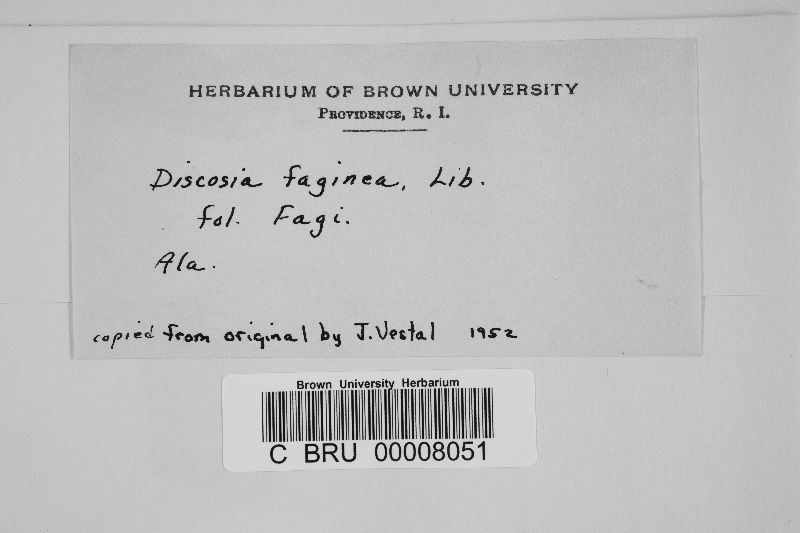 HERBARIUM OF BROWN UNIVERSITY
PROVIDENCE, R. I.
Discosia faginea, Lib.
fol. Fagi.
Ala.
copied from original by J. Vestal 1952
Brown University Herbarium
C BRU 00008051